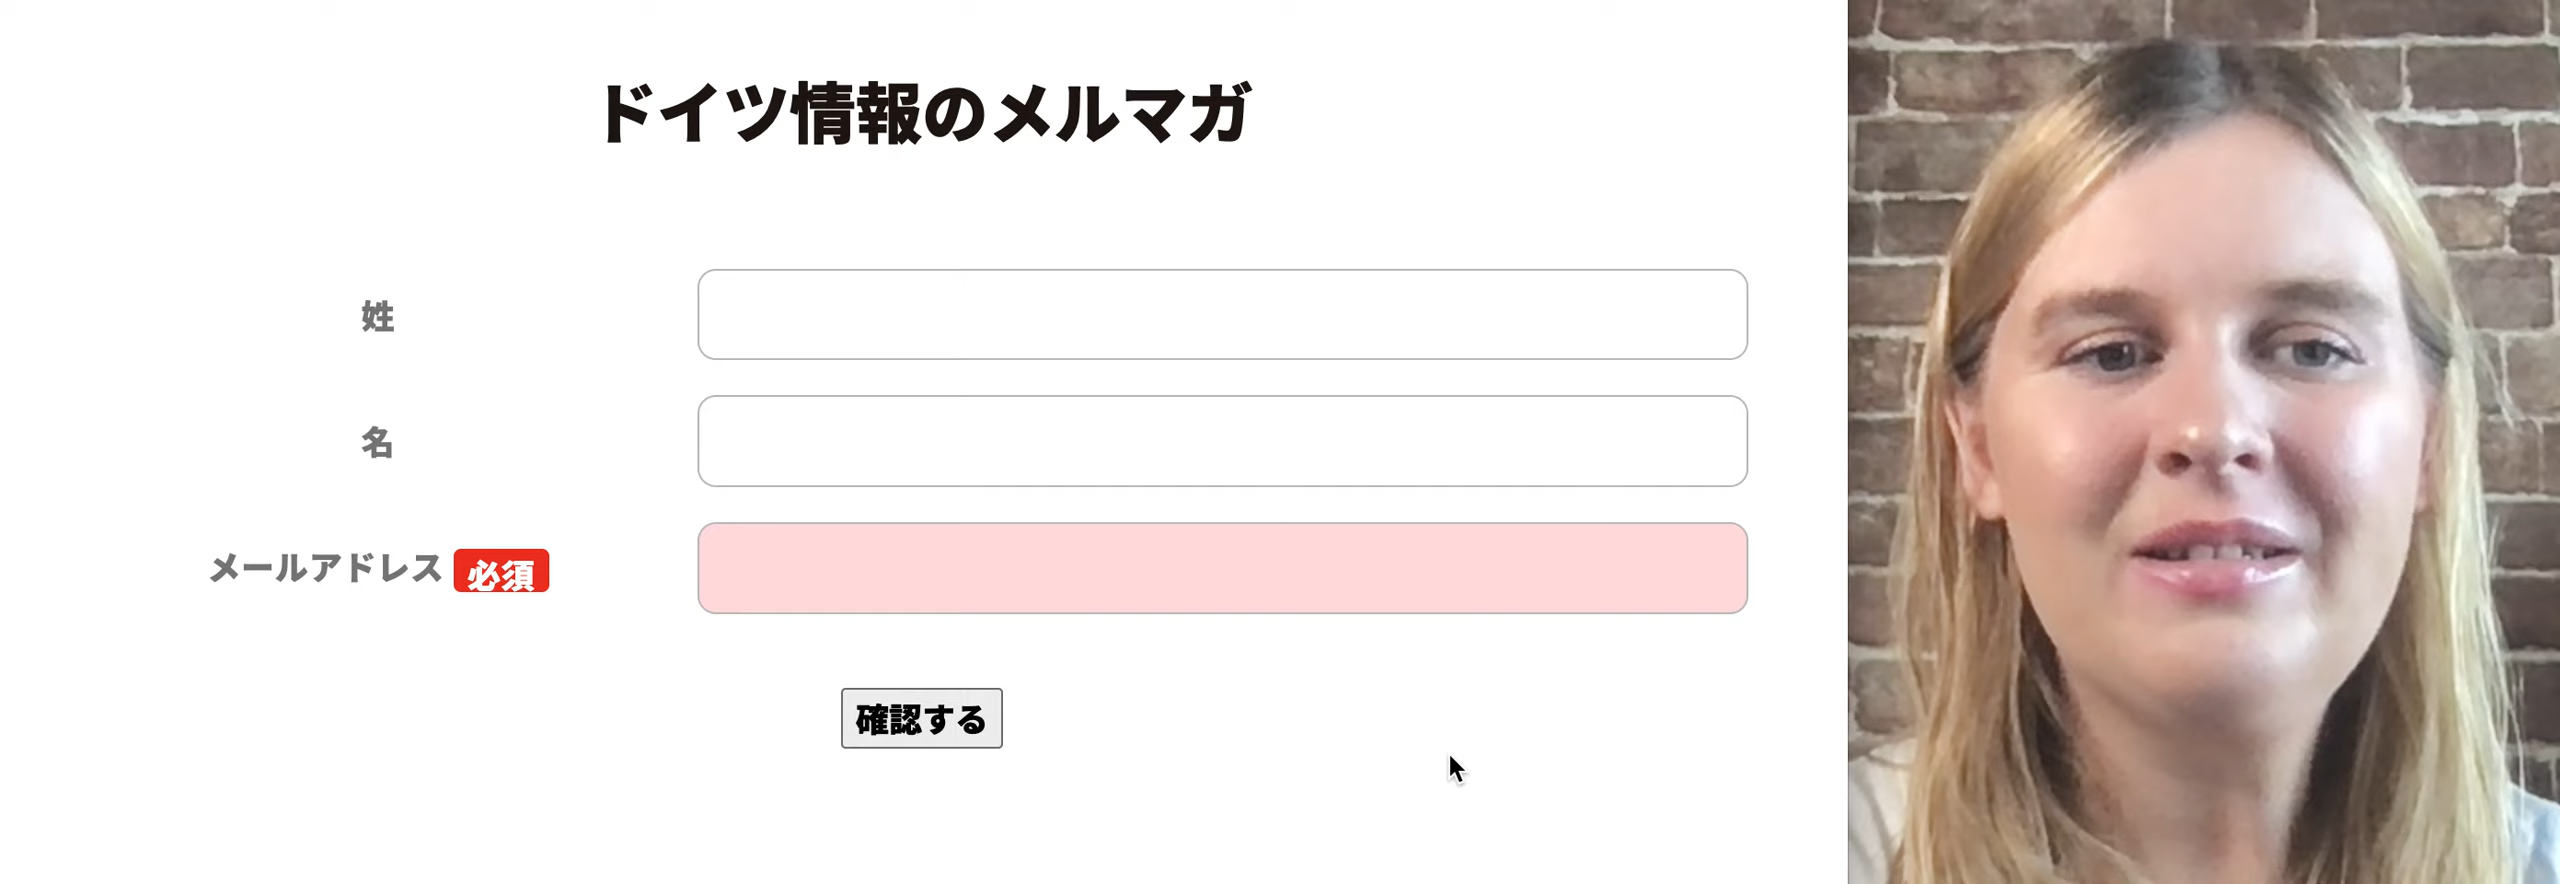 ドイツ情報のメルマガ
姓
名
メールアドレス 必須
確認する